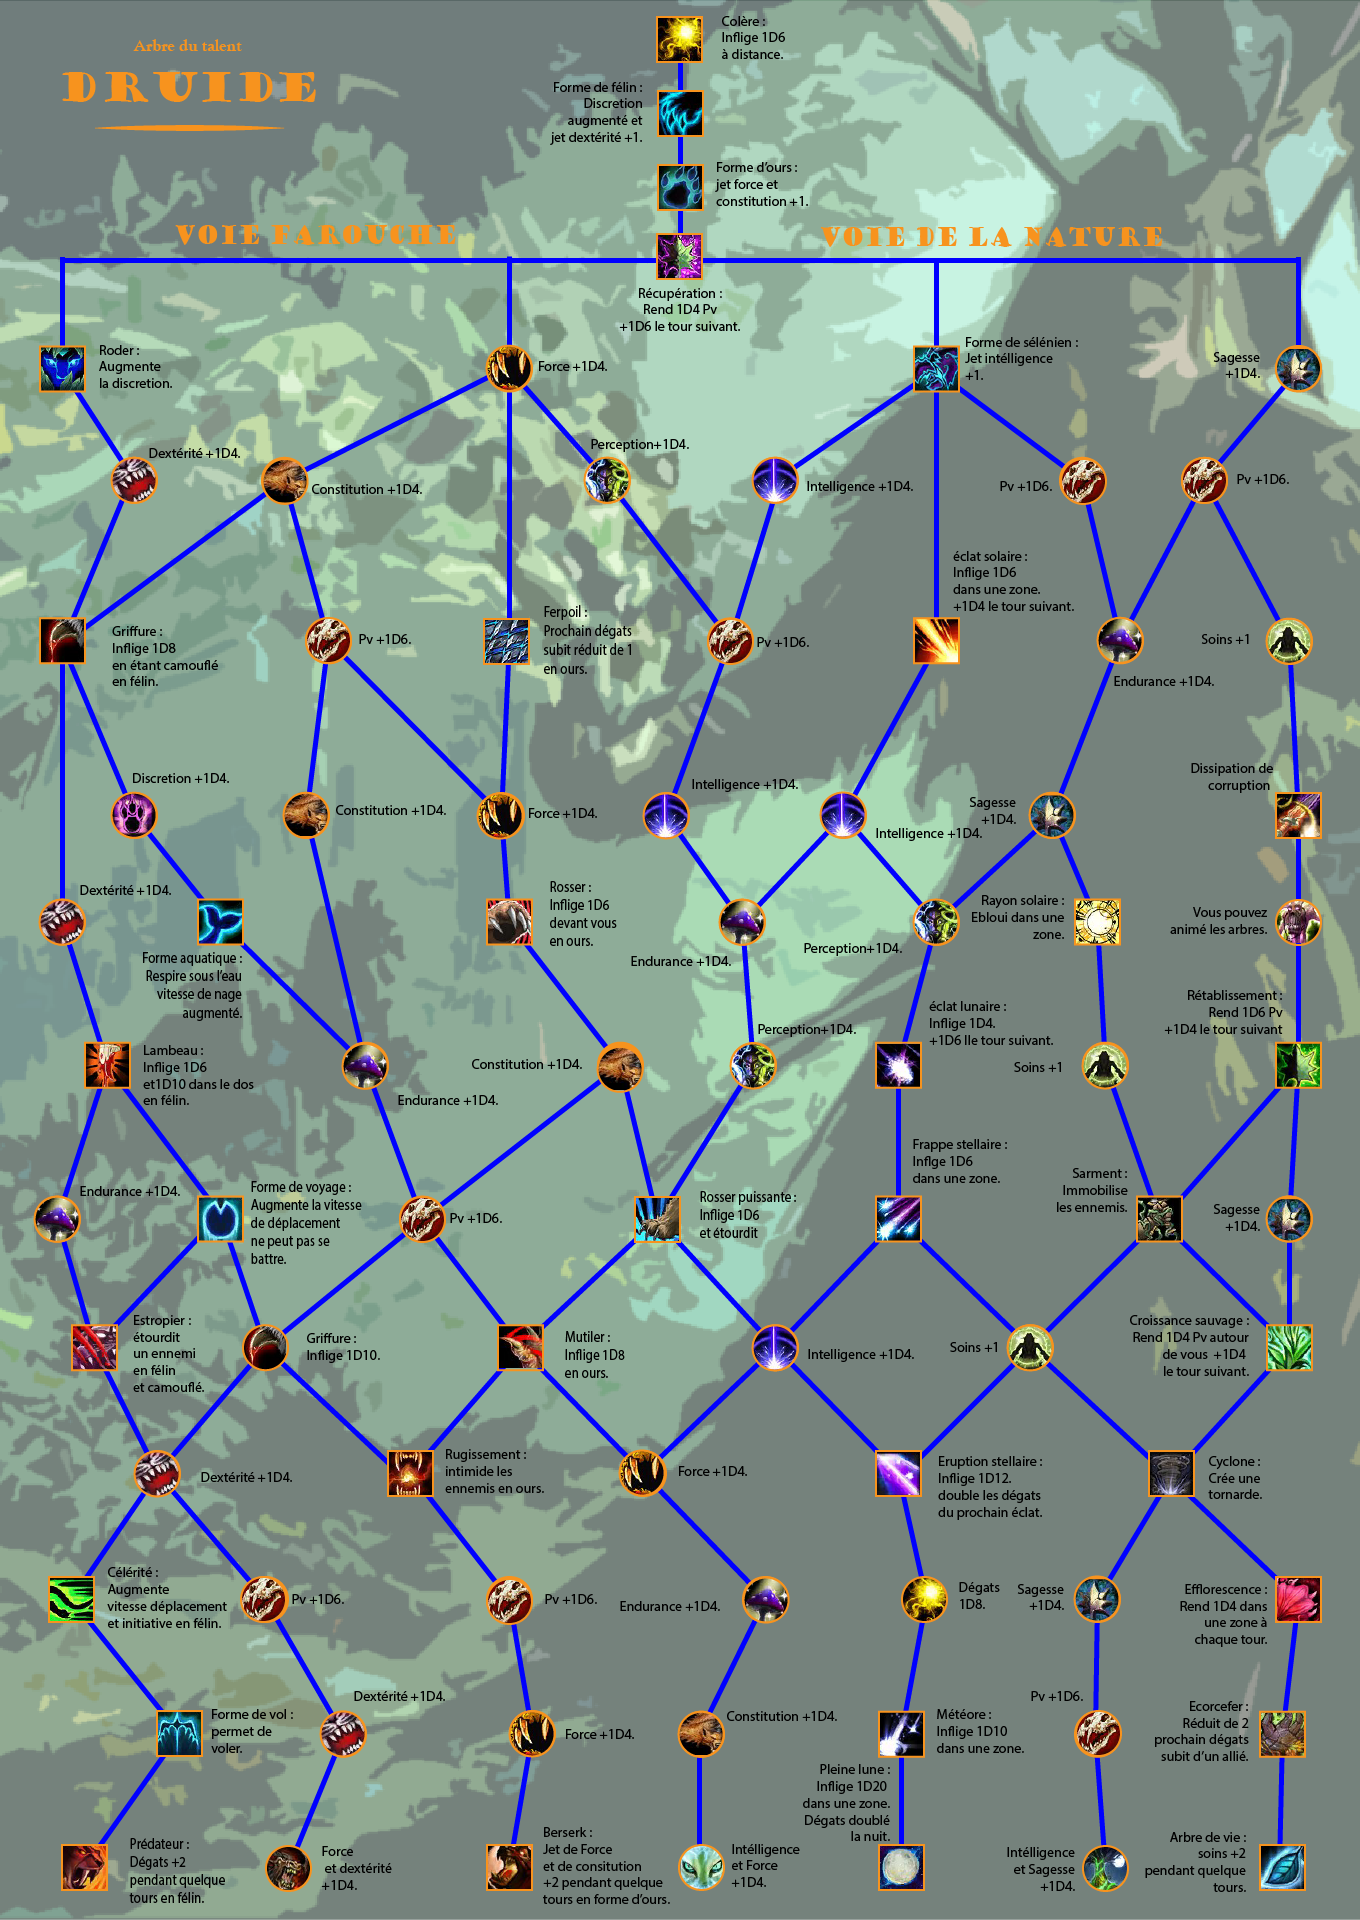 Arbre du talent
DRUIDE
Colère :
Inflige 1D6
à distance.
Forme de félin :
Discretion
augmenté et
jet dextérité +1.
Forme d'ours :
jet force et
constitution +1.
VOIE FAROUCHE
VOIE DE LA NATURE
Récupération :
Rend 1D4 Pv
+1D6 le tour suivant.
Roder :
Augmente
la discretion.
Force +1D4.
Forme de sélénien :
Jet intélligence
+1.
Sagesse
+1D4.
Dextérité +1D4.
Constitution +1D4.
Perception+1D4.
Intelligence +1D4.
Pv +1D6.
Pv +1D6.
Griffure :
Inflige 1D8
en étant camouflé
en félin.
Pv +1D6.
Ferpoil :
Prochain dégats
subit réduit de 1
en ours.
Pv +1D6.
éclat solaire :
Inflige 1D6
dans une zone.
+1D4 le tour suivant.
Endurance +1D4.
Soins +1
Discretion +1D4.
Constitution +1D4.
Force +1D4.
Intelligence +1D4.
Intelligence +1D4.
Sagesse
+1D4.
Dissipation de
corruption
Dextérité +1D4.
Forme aquatique :
Respire sous l'eau
vitesse de nage
augmenté.
Rosser :
Inflige 1D6
devant vous
en ours.
Endurance +1D4.
Perception+1D4.
Rayon solaire :
Ebloui dans une
zone.
Vous pouvez
animé les arbres.
Lambeau :
Inflige 1D6
et1D10 dans le dos
en félin.
Endurance +1D4.
Constitution +1D4.
Perception+1D4.
éclat lunaire :
Inflige 1D4.
+1D6 lle tour suivant.
Soins +1
Rétablissement :
Rend 1D6 Pv
+1D4 le tour suivant
Endurance +1D4.
Forme de voyage :
Augmente la vitesse
de déplacement
ne peut pas se
battre.
Pv +1D6.
Rosser puissante :
Inflige 1D6
et étourdit
Frappe stellaire :
Inflge 1D6
dans une zone.
Sarment :
Immobilise
les ennemis.
Sagesse
+1D4.
Estropier :
étourdit
un ennemi
en félin
et camouflé.
Griffure :
Inflige 1D10.
Mutiler :
Inflige 1D8
en ours.
Intelligence +1D4.
Soins +1
Croissance sauvage :
Rend 1D4 Pv autour
de vous +1D4
le tour suivant.
Dextérité +1D4.
Rugissement :
intimide les
ennemis en ours.
Force +1D4.
Eruption stellaire :
Inflige 1D12.
double les dégats
du prochain éclat.
Cyclone :
Crée une
tornarde.
Célérité :
Augmente
vitesse déplacement
et initiative en félin.
Pv +1D6.
Pv +1D6.
Endurance +1D4.
Dégats
1D8.
Sagesse
+1D4.
Efflorescence :
Rend 1D4 dans
une zone à
chaque tour.
Forme de vol :
permet de
voler.
Dextérité +1D4.
Force +1D4.
Constitution +1D4.
Météore :
Inflige 1D10
dans une zone.
Pv +1D6.
Ecorcefer :
Réduit de 2
prochain dégats
subit d'un allié.
Prédateur :
Dégats +2
pendant quelque
tours en félin.
Force
et dextérité
+1D4.
Berserk :
Jet de Force
et de consitution
+2 pendant quelque
tours en forme d'ours.
Intélligence
et Force
+1D4.
Pleine lune :
Inflige 1D20
dans une zone.
Dégats doublé
la nuit.
Intélligence
et Sagesse
+1D4.
Arbre de vie :
soins +2
pendant quelque
tours.